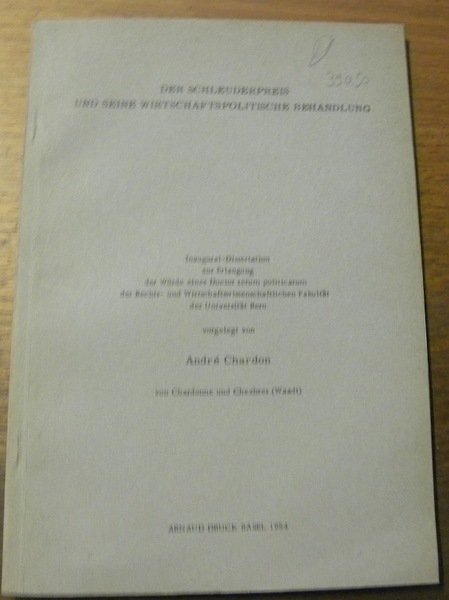 3350
DER SCHLEUDERPREIS
UND SEINE WIRTSCHAFTSPOLITISCHE BEHANDLUNG
Inaugural-Dissertation
zur Erlangung
der Würde eines Doctor rerum politicarum
der Rechts- und Wirtschaftswissenschaftlichen Fakultät
der Universität Bern
vorgelegt von
André Chardon
von Chardonne und Chexbres (Waadt)
DRUCK BASEL 1954